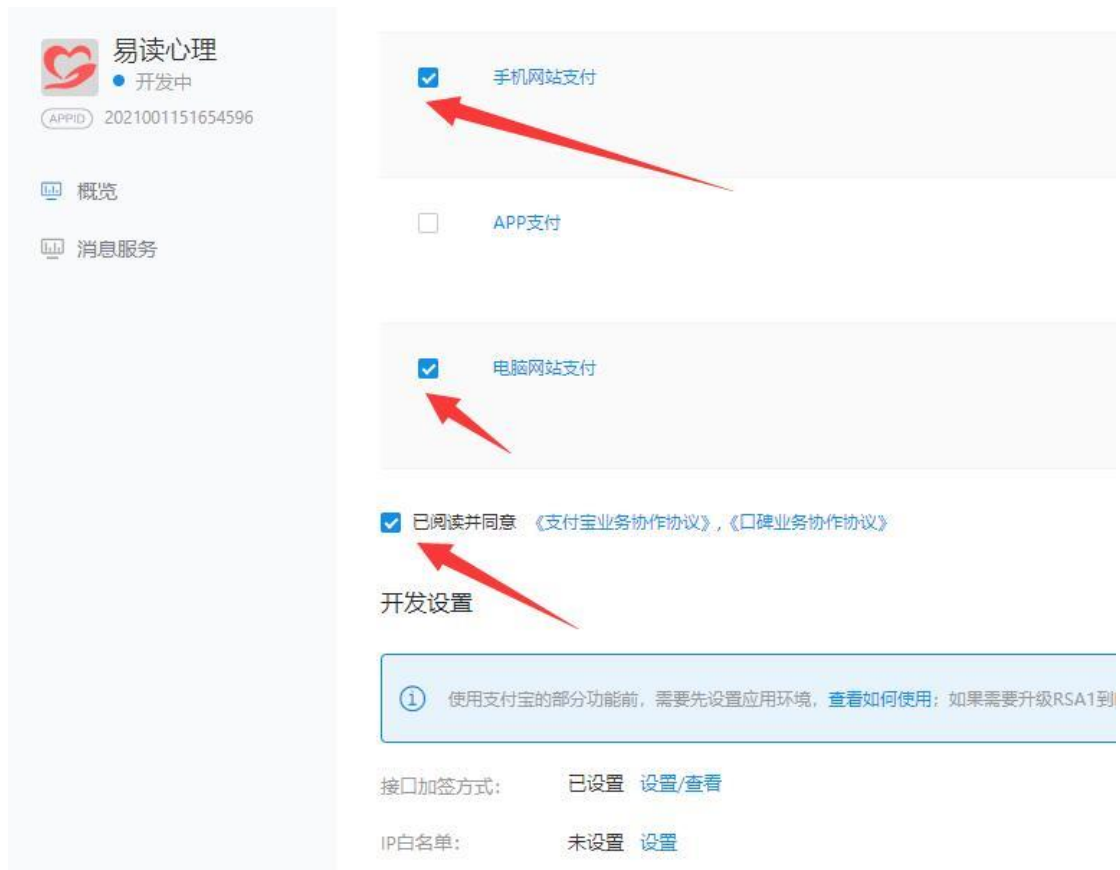 易读心理
开发中
APPID 2021001151654596
概览
消息服务
手机网站支付
APP支付
电脑网站支付
已阅读并同意 《支付宝业务协作协议》,《口碑业务协作协议》
开发设置
使用支付宝的部分功能前，需要先设置应用环境，查看如何使用；如果需要升级RSA1到
接口加签方式： 已设置 设置/查看
IP白名单： 未设置 设置